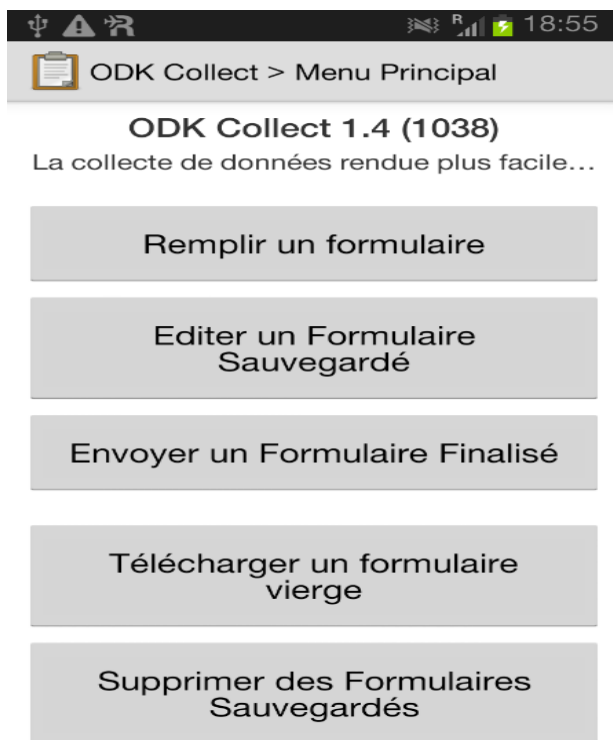 R 18:55
ODK Collect > Menu Principal
ODK Collect 1.4 (1038)
La collecte de données rendue plus facile...
Remplir un formulaire
Editer un Formulaire
Sauvegardé
Envoyer un Formulaire Finalisé
Télécharger un formulaire
vierge
Supprimer des Formulaires
Sauvegardés